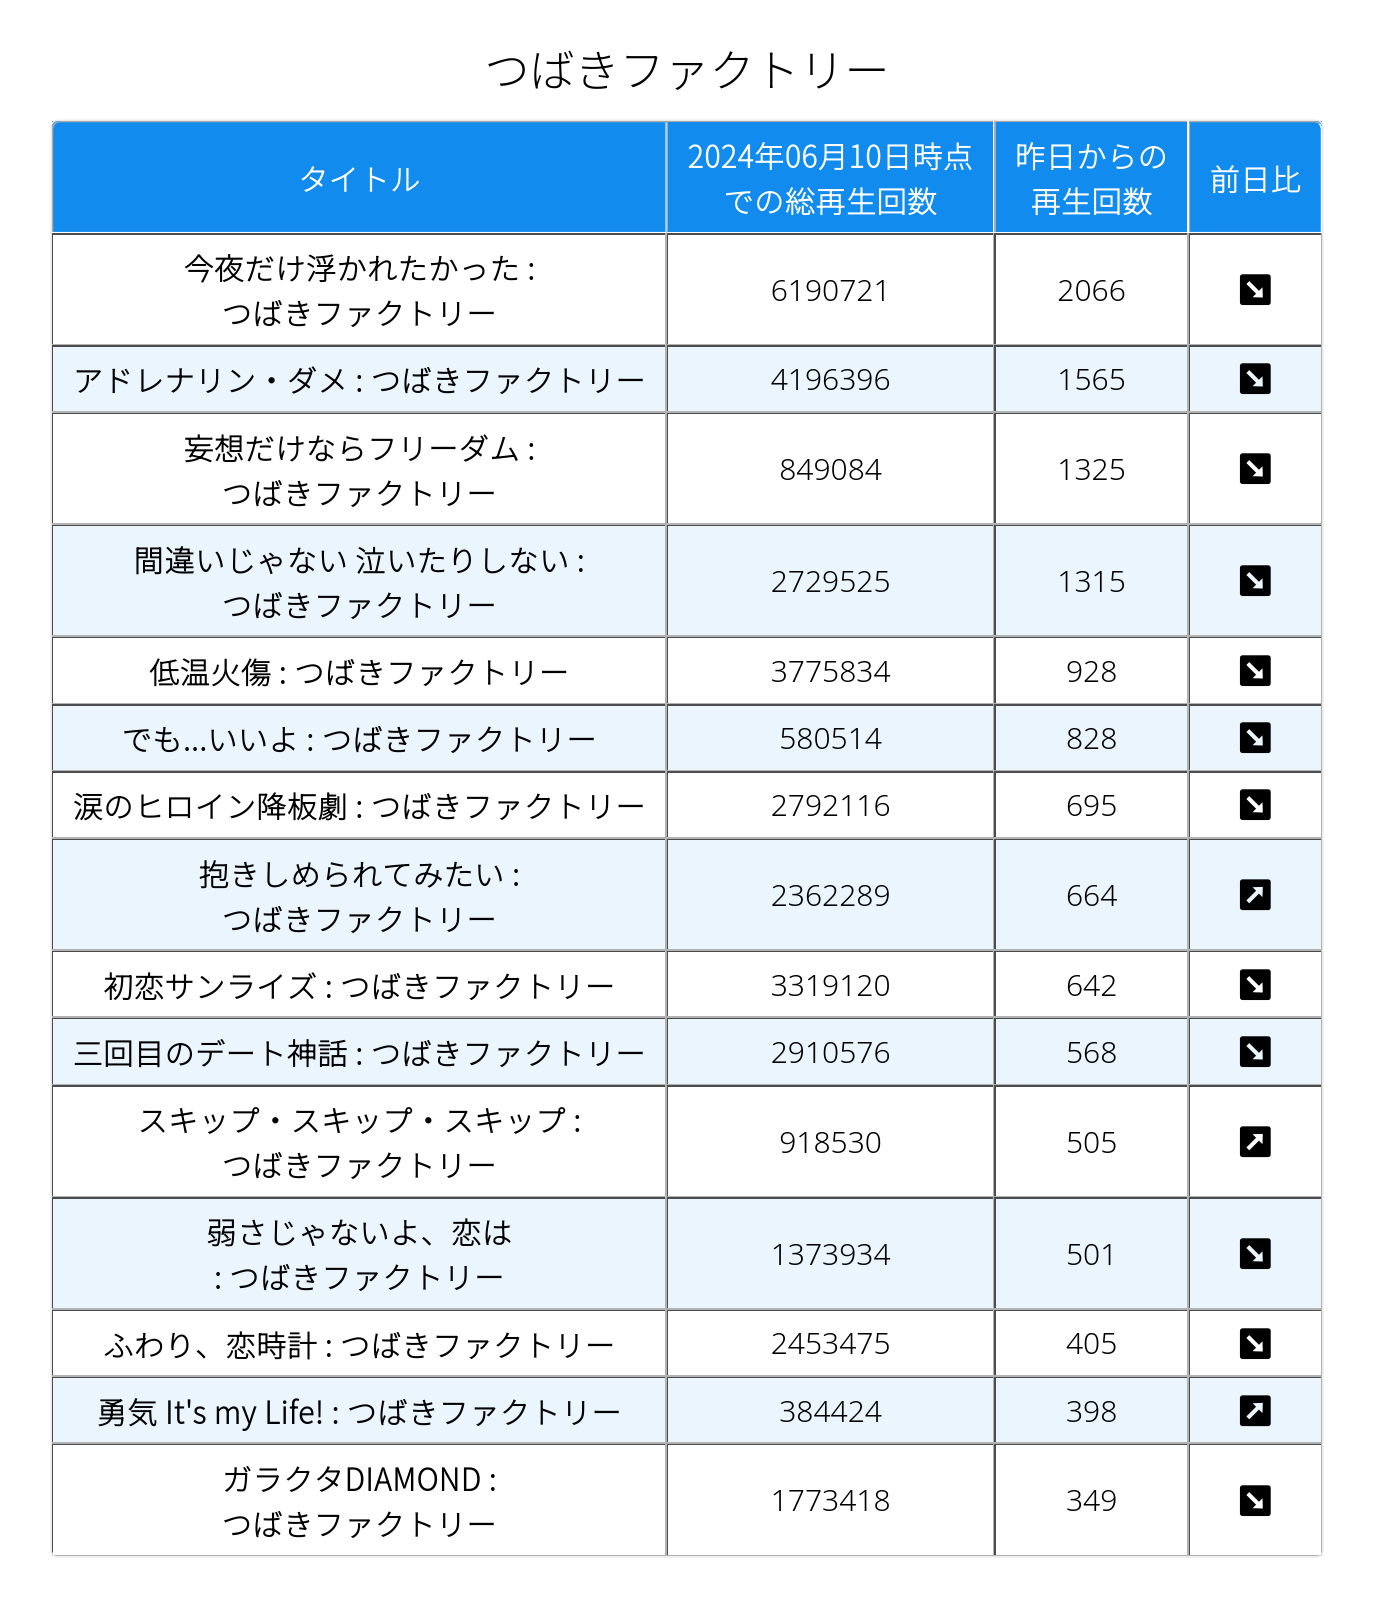 つばきファクトリー
タイトル
2024年06月10日時点
での総再生回数
昨日からの
再生回数
前日比
今夜だけ浮かれたかった :
つばきファクトリー
6190721
2066
アドレナリン・ダメ : つばきファクトリー
4196396
1565
妄想だけならフリーダム :
つばきファクトリー
849084
1325
間違いじゃない 泣いたりしない :
つばきファクトリー
2729525
1315
低温火傷 : つばきファクトリー
3775834
928
でも...いいよ : つばきファクトリー
580514
828
涙のヒロイン降板劇 : つばきファクトリー
2792116
695
抱きしめられてみたい :
つばきファクトリー
2362289
664
初恋サンライズ : つばきファクトリー
3319120
642
三回目のデート神話 : つばきファクトリー
2910576
568
スキップ・スキップ・スキップ :
つばきファクトリー
918530
505
弱さじゃないよ、恋は
: つばきファクトリー
1373934
501
ふわり、恋時計 : つばきファクトリー
2453475
405
勇気 It's my Life! : つばきファクトリー
384424
398
ガラクタDIAMOND :
つばきファクトリー
1773418
349